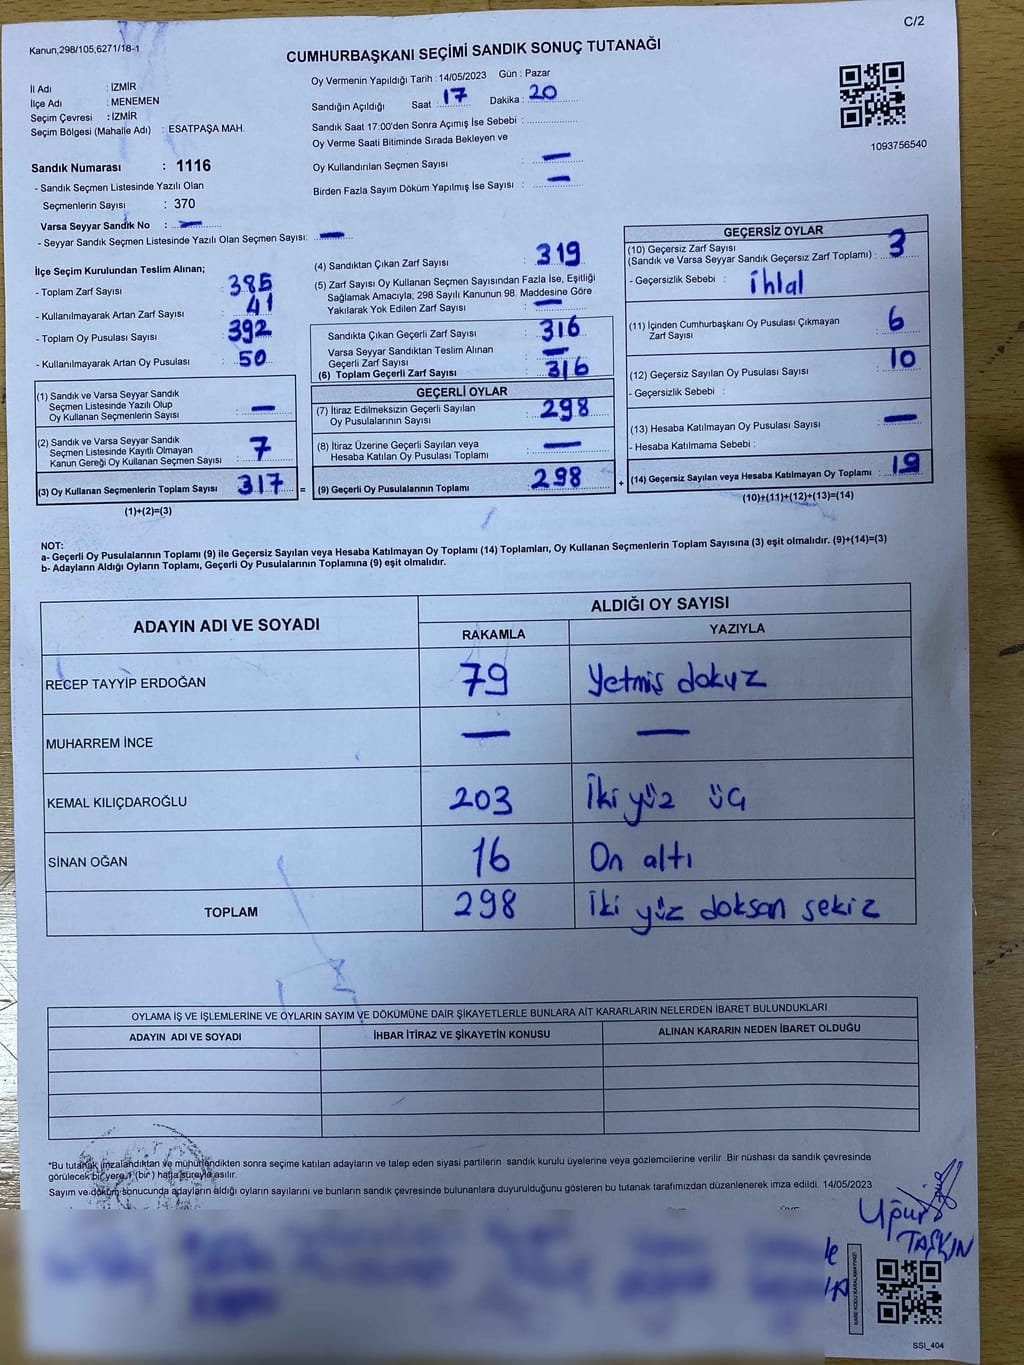 C/2
Kanun,298/105,6271/18-1
CUMHURBAŞKANI SEÇİMİ SANDIK SONUÇ TUTANAĞI
İl Adı : İZMİR
İlçe Adı : MENEMEN
Seçim Çevresi : İZMİR
Seçim Bölgesi (Mahalle Adı) : ESATPAŞA MAH.
Oy Vermenin Yapıldığı Tarih : 14/05/2023 Gün : Pazar
Sandığın Açıldığı Saat : 17 Dakika : 20
Sandık Saat 17:00'den Sonra Açımış İse Sebebi :
Oy Verme Saati Bitiminde Sırada Bekleyen ve
Oy Kullandırılan Seçmen Sayısı : —
Birden Fazla Sayım Döküm Yapılmış İse Sayısı : —
1093756540
Sandık Numarası : 1116
- Sandık Seçmen Listesinde Yazılı Olan
Seçmenlerin Sayısı : 370
Varsa Seyyar Sandık No : —
- Seyyar Sandık Seçmen Listesinde Yazılı Olan Seçmen Sayısı: —
İlçe Seçim Kurulundan Teslim Alınan;
- Toplam Zarf Sayısı : 385
- Kullanılmayarak Artan Zarf Sayısı : 41
- Toplam Oy Pusulası Sayısı : 392
- Kullanılmayarak Artan Oy Pusulası : 50
(1) Sandık ve Varsa Seyyar Sandık
Seçmen Listesinde Yazılı Olup
Oy Kullanan Seçmenlerin Sayısı : —
(2) Sandık ve Varsa Seyyar Sandık
Seçmen Listesinde Kayıtlı Olmayan
Kanun Gereği Oy Kullanan Seçmen Sayısı : 7
(3) Oy Kullanan Seçmenlerin Toplam Sayısı : 317 =
(1)+(2)=(3)
(4) Sandıktan Çıkan Zarf Sayısı : 319
(5) Zarf Sayısı Oy Kullanan Seçmen Sayısından Fazla İse, Eşitliği
Sağlamak Amacıyla; 298 Sayılı Kanunun 98. Maddesine Göre
Yakılarak Yok Edilen Zarf Sayısı : —
Sandıkta Çıkan Geçerli Zarf Sayısı : 316
Varsa Seyyar Sandıktan Teslim Alınan
Geçerli Zarf Sayısı : —
(6) Toplam Geçerli Zarf Sayısı : 316
GEÇERLİ OYLAR
(7) İtiraz Edilmeksizin Geçerli Sayılan
Oy Pusulalarının Sayısı : 298
(8) İtiraz Üzerine Geçerli Sayılan veya
Hesaba Katılan Oy Pusulası Toplamı : —
(9) Geçerli Oy Pusulalarının Toplamı : 298 +
GEÇERSİZ OYLAR
(10) Geçersiz Zarf Sayısı
(Sandık ve Varsa Seyyar Sandık Geçersiz Zarf Toplamı) : 3
- Geçersizlik Sebebi : ihlal
(11) İçinden Cumhurbaşkanı Oy Pusulası Çıkmayan
Zarf Sayısı : 6
(12) Geçersiz Sayılan Oy Pusulası Sayısı : 10
- Geçersizlik Sebebi :
(13) Hesaba Katılmayan Oy Pusulası Sayısı : —
- Hesaba Katılmama Sebebi :
(14) Geçersiz Sayılan veya Hesaba Katılmayan Oy Toplamı : 19
(10)+(11)+(12)+(13)=(14)
NOT:
a- Geçerli Oy Pusulalarının Toplamı (9) ile Geçersiz Sayılan veya Hesaba Katılmayan Oy Toplamı (14) Toplamları, Oy Kullanan Seçmenlerin Toplam Sayısına (3) eşit olmalıdır. (9)+(14)=(3)
b- Adayların Aldığı Oyların Toplamı, Geçerli Oy Pusulalarının Toplamına (9) eşit olmalıdır.
ADAYIN ADI VE SOYADI ALDIĞI OY SAYISI
RAKAMLA YAZIYLA
RECEP TAYYİP ERDOĞAN 79 Yetmiş dokuz
MUHARREM İNCE — —
KEMAL KILIÇDAROĞLU 203 İki yüz üç
SİNAN OĞAN 16 On altı
TOPLAM 298 iki yüz doksan sekiz
OYLAMA İŞ VE İŞLEMLERİNE VE OYLARIN SAYIM VE DÖKÜMÜNE DAİR ŞİKAYETLERLE BUNLARA AİT KARARLARIN NELERDEN İBARET BULUNDUKLARI
ADAYIN ADI VE SOYADI İHBAR İTİRAZ VE ŞİKAYETİN KONUSU ALINAN KARARIN NEDEN İBARET OLDUĞU
*Bu tutanak imzalandıktan ve mühürlendikten sonra seçime katılan adayların ve talep eden siyasi partilerin sandık kurulu üyelerine veya gözlemcilerine verilir .Bir nüshası da sandık çevresinde
görülecek bir yere 1 (bir ) hafta süreyle asılır.
Sayım ve döküm sonucunda adayların aldığı oyların sayılarını ve bunların sandık çevresinde bulunanlara duyurulduğunu gösteren bu tutanak tarafımızdan düzenlenerek imza edildi. 14/05/2023
Uğur
TAŞKIN
KARE KODU KARALAMAYINIZ!
SSİ_404